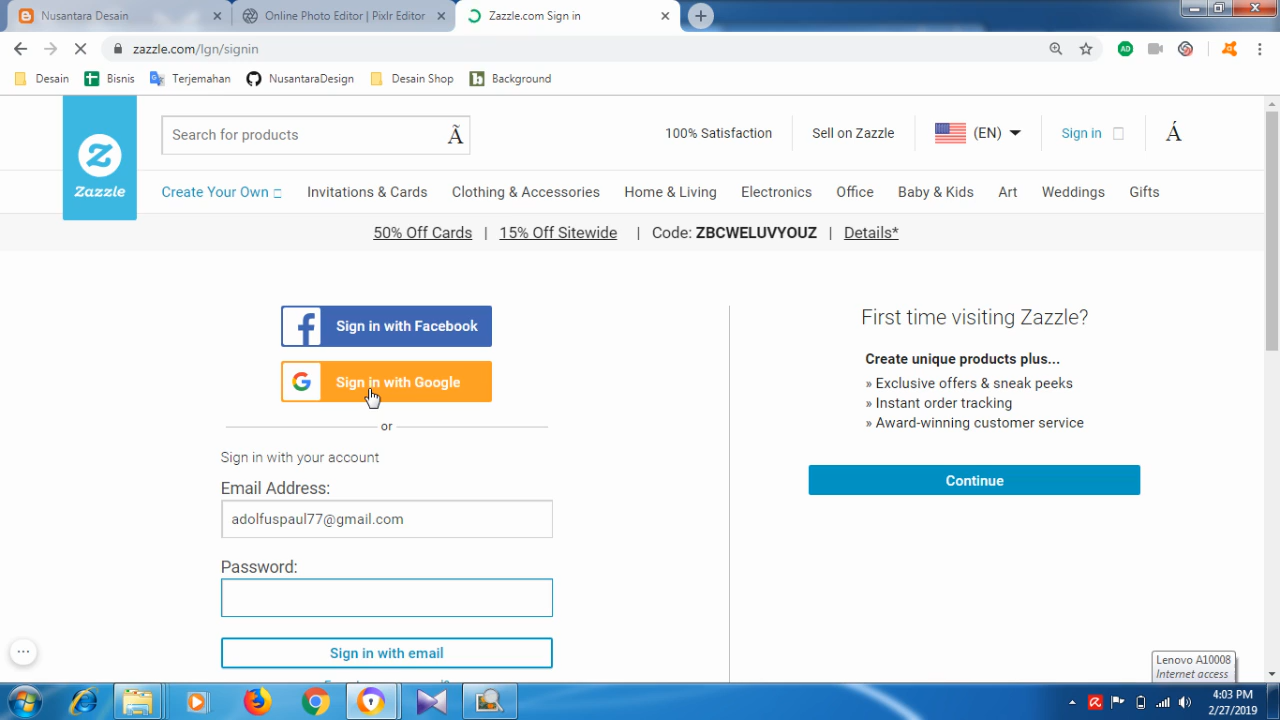 Nusantara Desain
Online Photo Editor | Pixlr Editor
Zazzle.com Sign in
zazzle.com/lgn/signin
Desain
Bisnis
Terjemahan
NusantaraDesign
Desain Shop
Background
Zazzle
Search for products
Ã
100% Satisfaction
Sell on Zazzle
(EN)
Sign in
Á
Create Your Own
Invitations & Cards
Clothing & Accessories
Home & Living
Electronics
Office
Baby & Kids
Art
Weddings
Gifts
50% Off Cards | 15% Off Sitewide | Code: ZBCWELUVYOUZ | Details*
Sign in with Facebook
Sign in with Google
or
Sign in with your account
Email Address:
adolfuspaul77@gmail.com
Password:
Sign in with email
First time visiting Zazzle?
Create unique products plus...
» Exclusive offers & sneak peeks
» Instant order tracking
» Award-winning customer service
Continue
Lenovo A10008
Internet access
4:03 PM
2/27/2019